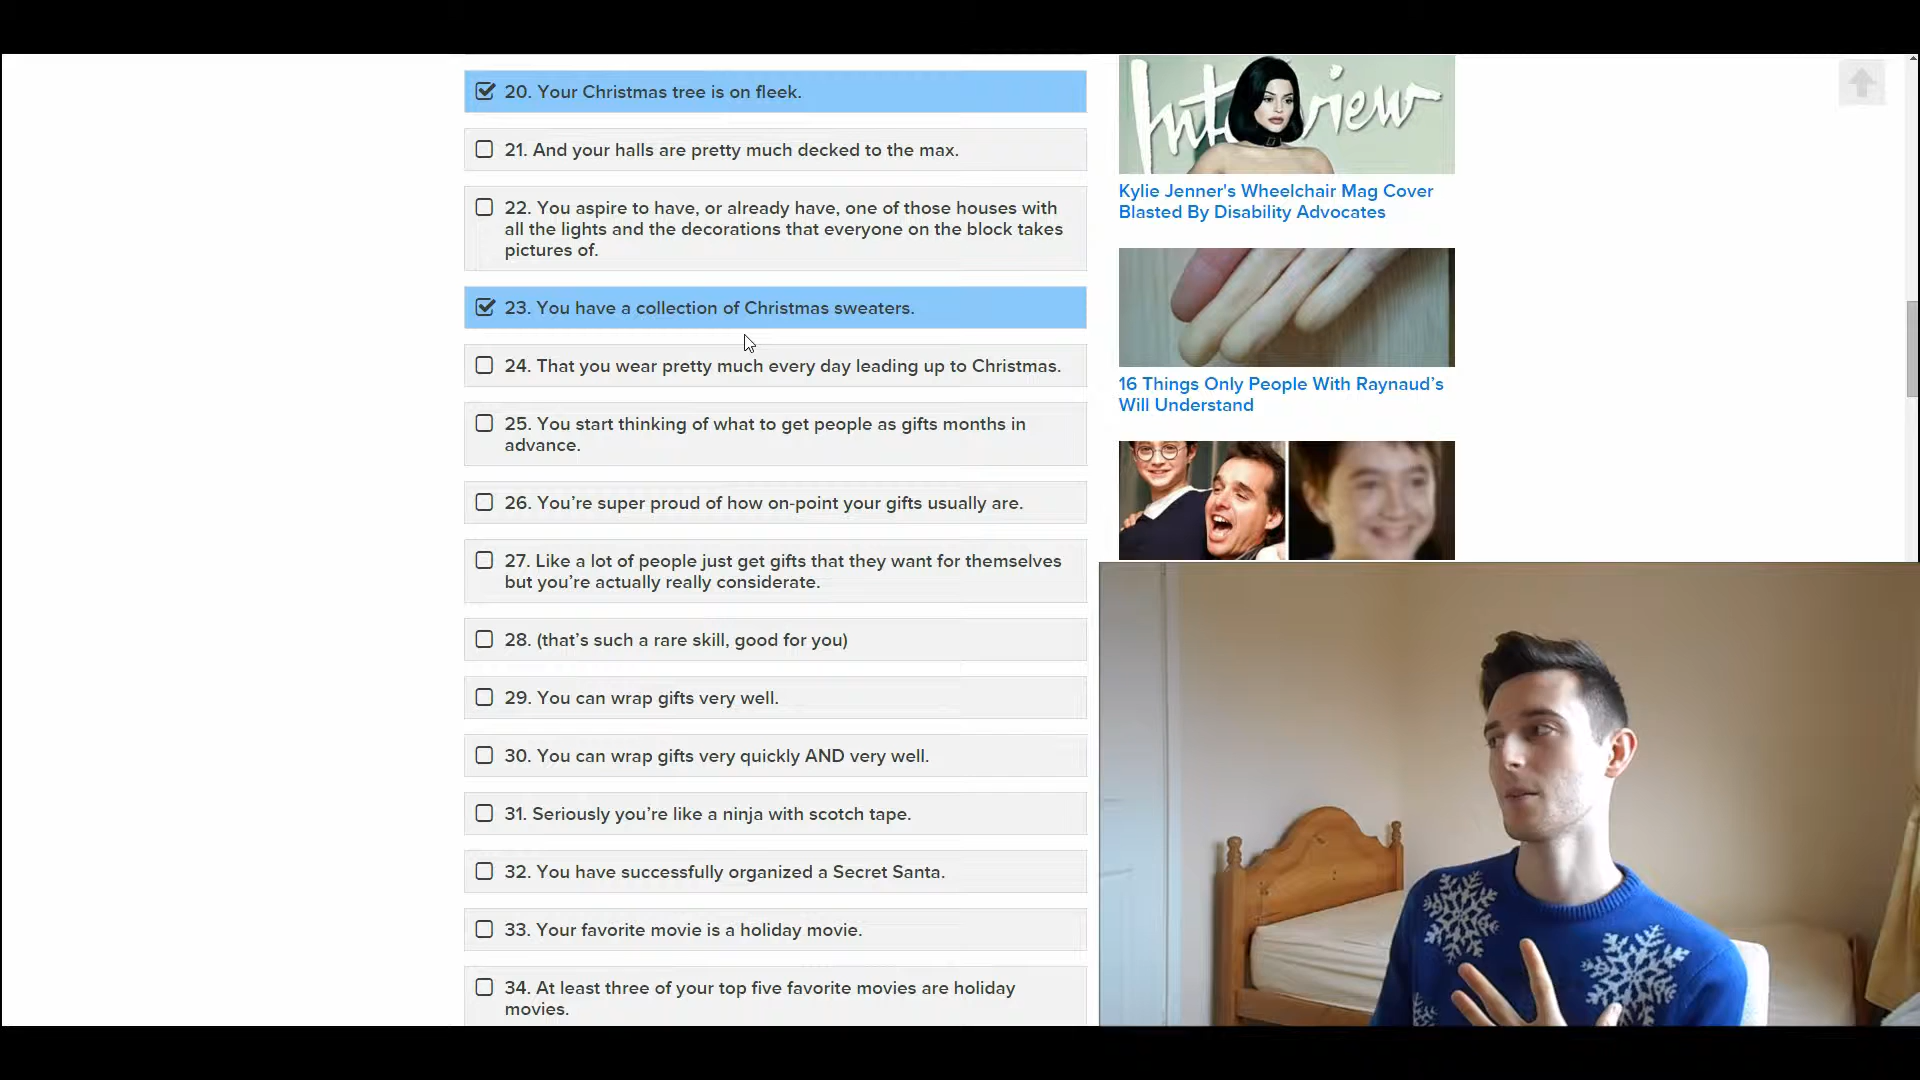 20. Your Christmas tree is on fleek.
21. And your halls are pretty much decked to the max.
22. You aspire to have, or already have, one of those houses with
all the lights and the decorations that everyone on the block takes
pictures of.
23. You have a collection of Christmas sweaters.
24. That you wear pretty much every day leading up to Christmas.
25. You start thinking of what to get people as gifts months in
advance.
26. You’re super proud of how on-point your gifts usually are.
27. Like a lot of people just get gifts that they want for themselves
but you’re actually really considerate.
28. (that’s such a rare skill, good for you)
29. You can wrap gifts very well.
30. You can wrap gifts very quickly AND very well.
31. Seriously you’re like a ninja with scotch tape.
32. You have successfully organized a Secret Santa.
33. Your favorite movie is a holiday movie.
34. At least three of your top five favorite movies are holiday
movies.
Interview
Kylie Jenner's Wheelchair Mag Cover
Blasted By Disability Advocates
16 Things Only People With Raynaud’s
Will Understand